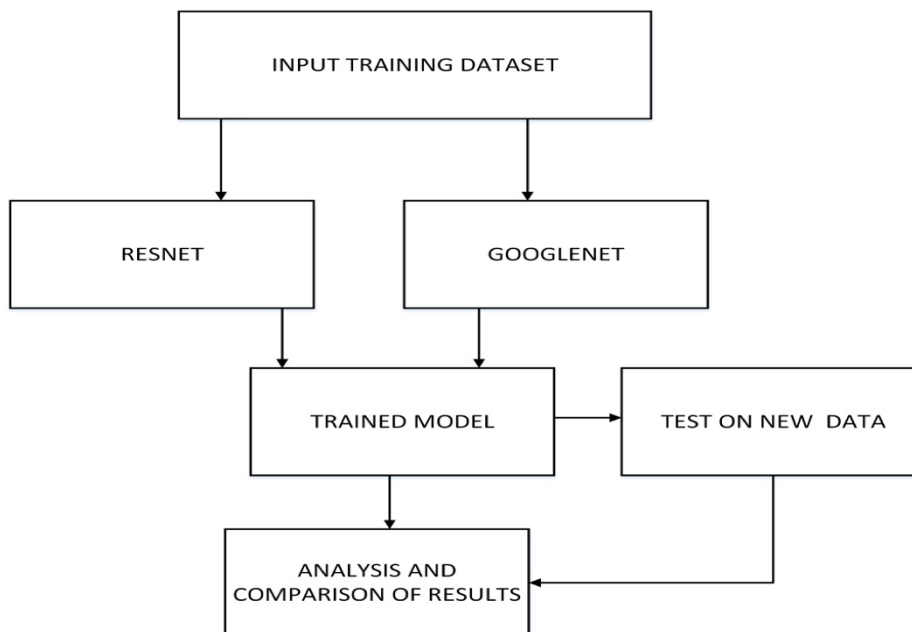 INPUT TRAINING DATASET
RESNET
GOOGLENET
TRAINED MODEL
TEST ON NEW DATA
ANALYSIS AND
COMPARISON OF RESULTS